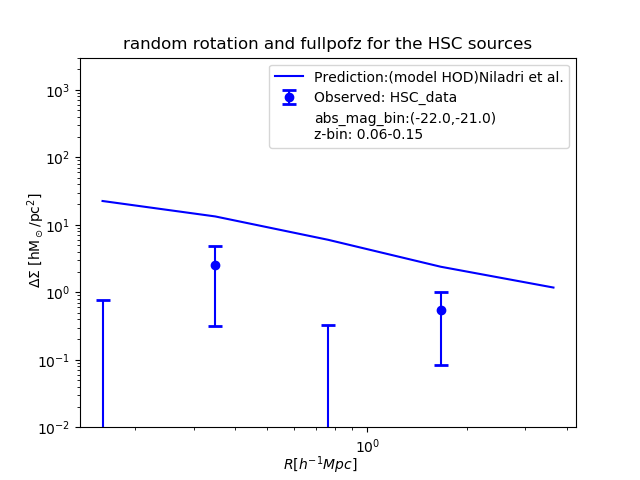 random rotation and fullpofz for the HSC sources
Prediction:(model HOD)Niladri et al.
Observed: HSC_data
abs_mag_bin:(-22.0,-21.0)
z-bin: 0.06-0.15
ΔΣ [hM⊙/pc²]
10³
10²
10¹
10⁰
10⁻¹
10⁻²
10⁰
R[h⁻¹Mpc]